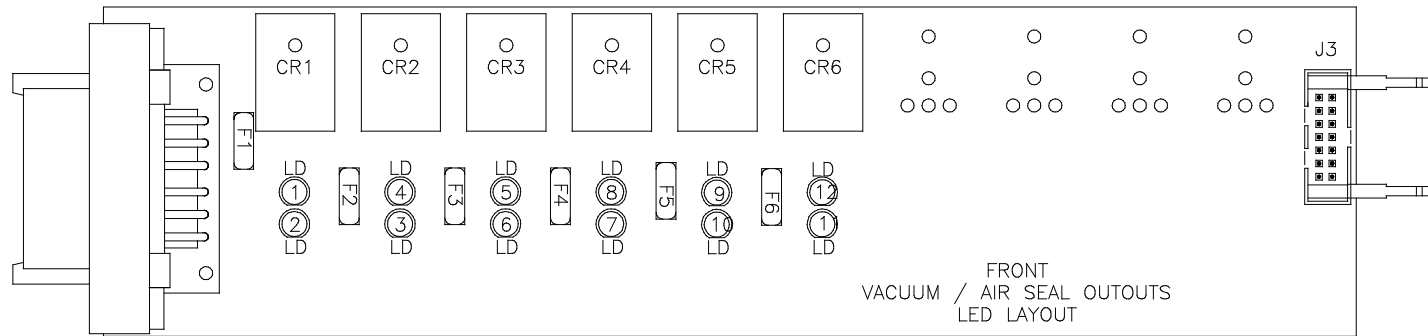 J3
CR1 CR2 CR3 CR4 CR5 CR6
F1
LD LD LD LD LD LD
1 4 5 8 9 12
F2 F3 F4 F5 F6
2 3 6 7 10 11
LD LD LD LD LD LD
FRONT
VACUUM / AIR SEAL OUTOUTS
LED LAYOUT